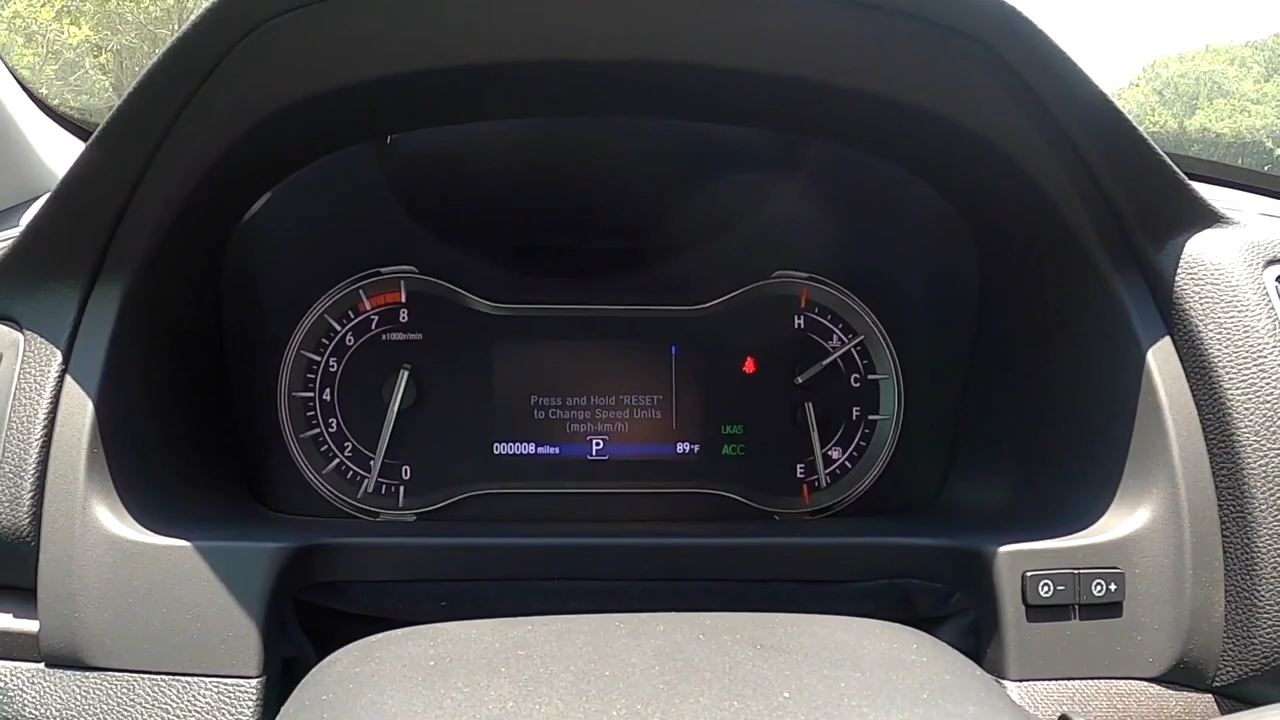 8
7
6
5
4
3
2
0
x1000r/min
Press and Hold "RESET"
to Change Speed Units
(mph-km/h)
000008 miles
P
89°F
LKAS
ACC
H
C
F
E